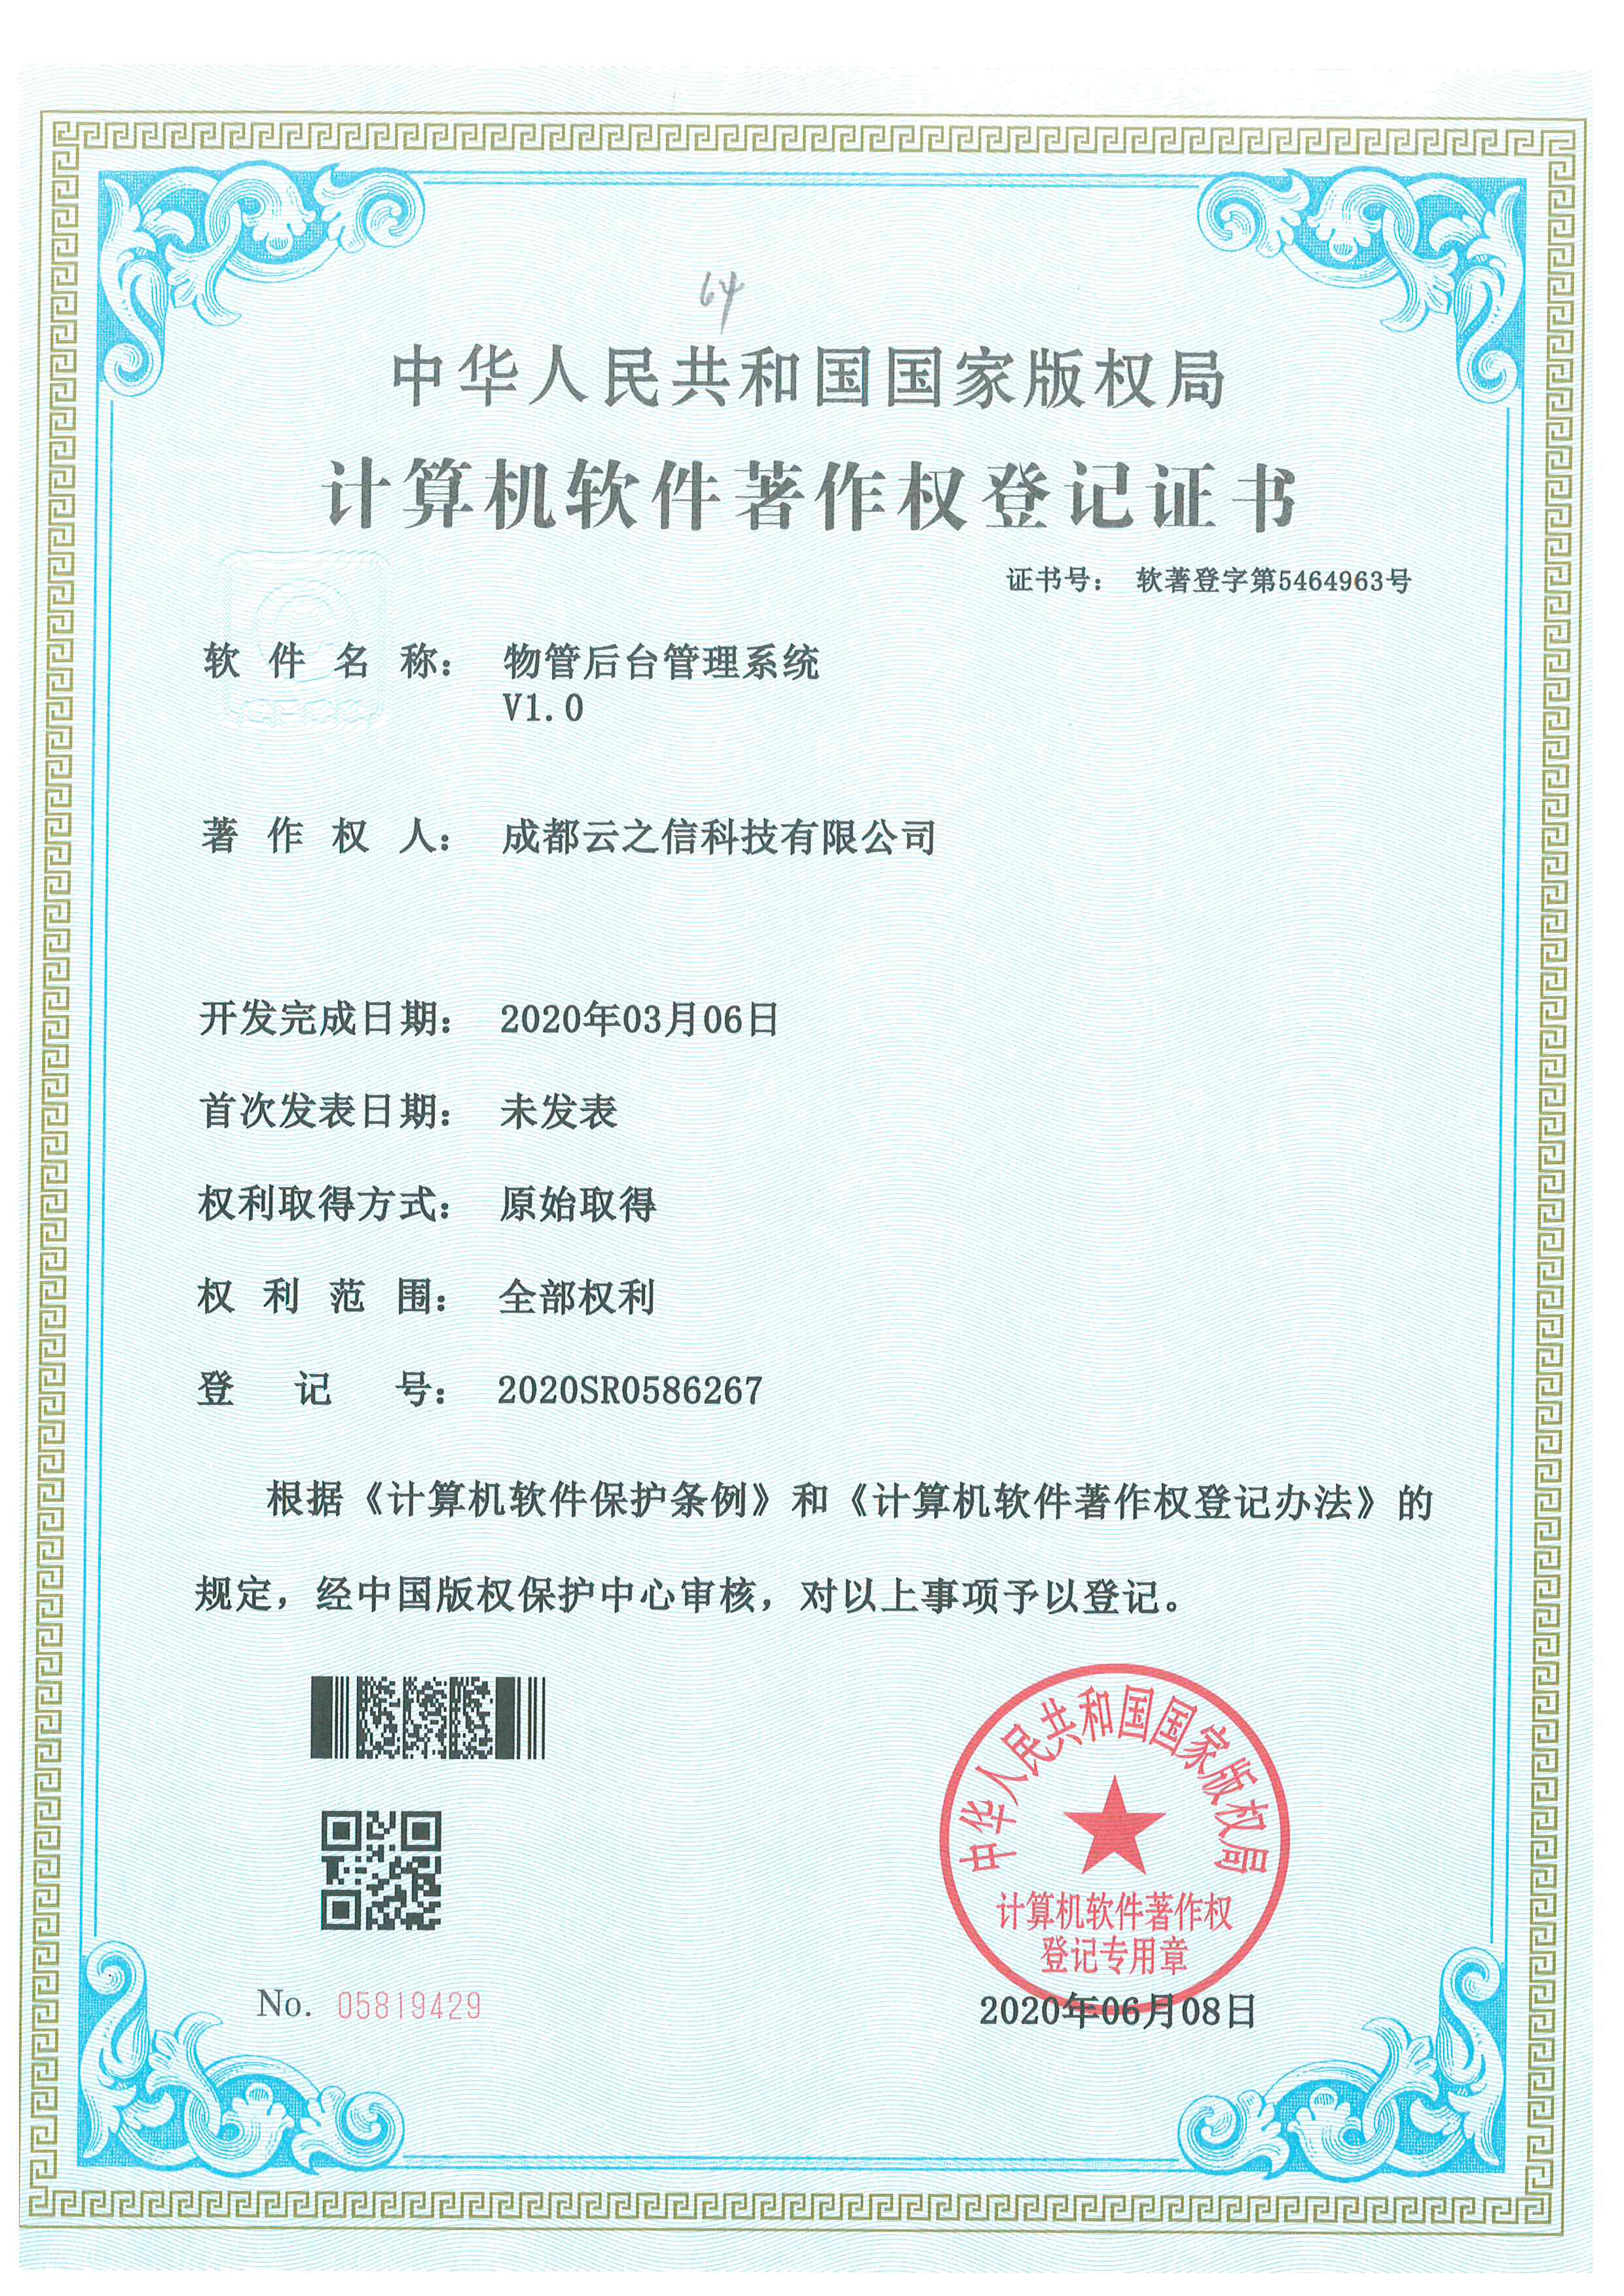 64
中华人民共和国国家版权局
计算机软件著作权登记证书
证书号： 软著登字第5464963号
软件名称： 物管后台管理系统
V1.0
著作权人： 成都云之信科技有限公司
开发完成日期： 2020年03月06日
首次发表日期： 未发表
权利取得方式： 原始取得
权利范围： 全部权利
登记号： 2020SR0586267
根据《计算机软件保护条例》和《计算机软件著作权登记办法》的
规定，经中国版权保护中心审核，对以上事项予以登记。
中华人民共和国国家版权局
计算机软件著作权
登记专用章
No. 05819429
2020年06月08日